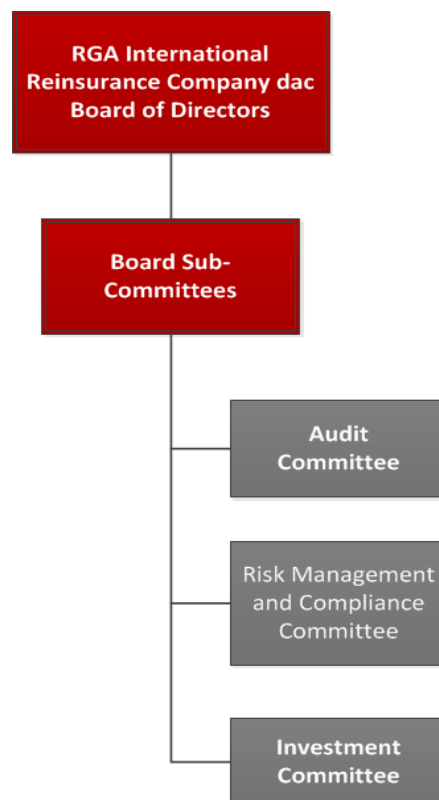 RGA International
Reinsurance Company dac
Board of Directors
Board Sub-
Committees
Audit
Committee
Risk Management
and Compliance
Committee
Investment
Committee